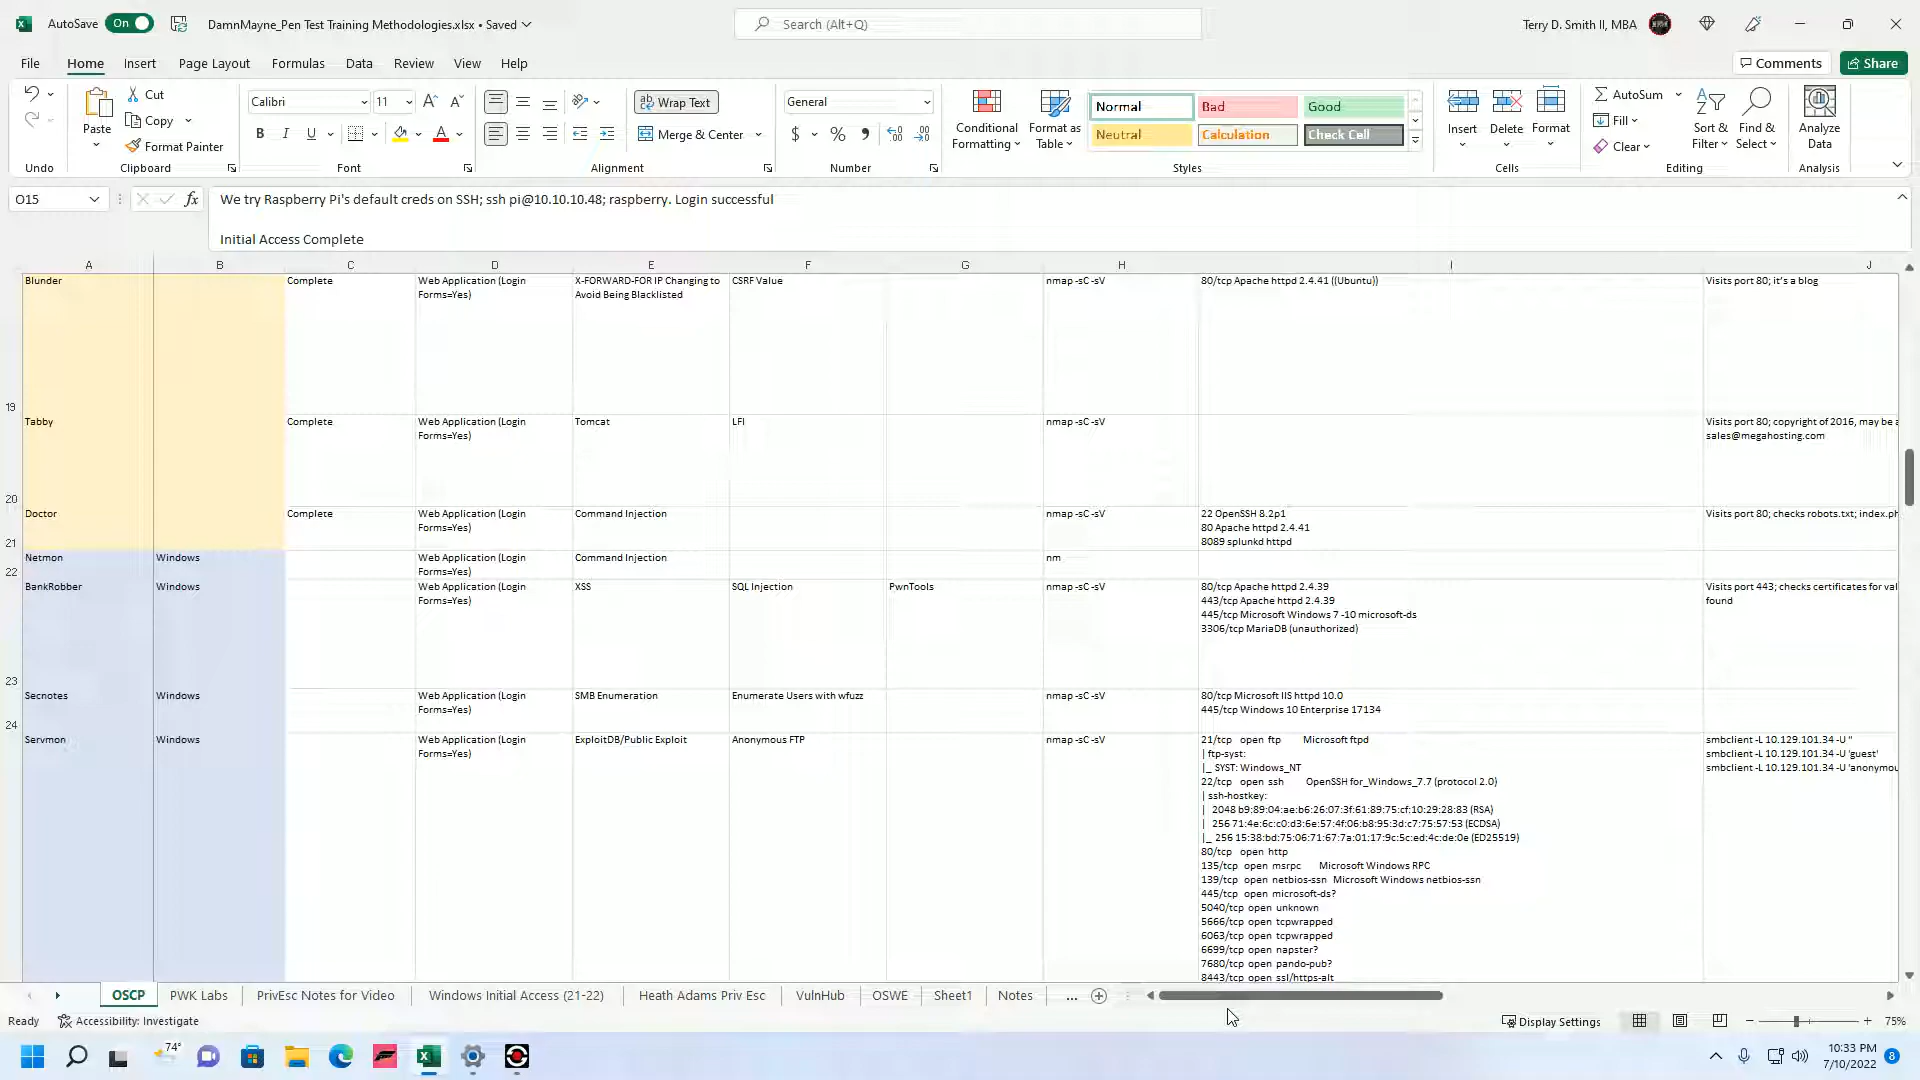 AutoSave On DamnMayne_Pen Test Training Methodologies.xlsx • Saved Search (Alt+Q) Terry D. Smith II, MBA
File Home Insert Page Layout Formulas Data Review View Help Comments Share
Undo
Paste
Cut
Copy
Format Painter
Clipboard
Calibri 11
B I U A
Font
Wrap Text
Merge & Center
Alignment
General
$ % 9
Number
Conditional Formatting
Format as Table
Normal Bad Good
Neutral Calculation Check Cell
Styles
Insert Delete Format
Cells
AutoSum
Fill
Clear
Sort & Filter
Find & Select
Editing
Analyze Data
Analysis
O15 fx We try Raspberry Pi's default creds on SSH; ssh pi@10.10.10.48; raspberry. Login successful
Initial Access Complete
A B C D E F G H I J
19 Blunder Complete Web Application (Login Forms=Yes) X-FORWARD-FOR IP Changing to Avoid Being Blacklisted CSRF Value nmap -sC -sV 80/tcp Apache httpd 2.4.41 ((Ubuntu)) Visits port 80; it's a blog
20 Tabby Complete Web Application (Login Forms=Yes) Tomcat LFI nmap -sC -sV Visits port 80; copyright of 2016, may be a
sales@megahosting.com
21 Doctor Complete Web Application (Login Forms=Yes) Command Injection nmap -sC -sV 22 OpenSSH 8.2p1 Visits port 80; checks robots.txt; index.ph
80 Apache httpd 2.4.41
8089 splunkd httpd
22 Netmon Windows Web Application (Login Forms=Yes) Command Injection nm
23 BankRobber Windows Web Application (Login Forms=Yes) XSS SQL Injection PwnTools nmap -sC -sV 80/tcp Apache httpd 2.4.39 Visits port 443; checks certificates for val
443/tcp Apache httpd 2.4.39 found
445/tcp Microsoft Windows 7 -10 microsoft-ds
3306/tcp MariaDB (unauthorized)
24 Secnotes Windows Web Application (Login Forms=Yes) SMB Enumeration Enumerate Users with wfuzz nmap -sC -sV 80/tcp Microsoft IIS httpd 10.0
445/tcp Windows 10 Enterprise 17134
Servmon Windows Web Application (Login Forms=Yes) ExploitDB/Public Exploit Anonymous FTP nmap -sC -sV 21/tcp open ftp Microsoft ftpd smbclient -L 10.129.101.34 -U ''
| ftp-syst: smbclient -L 10.129.101.34 -U 'guest'
|_ SYST: Windows_NT smbclient -L 10.129.101.34 -U 'anonymou
22/tcp open ssh OpenSSH for_Windows_7.7 (protocol 2.0)
| ssh-hostkey:
| 2048 b9:89:04:ae:b6:26:07:3f:61:89:75:cf:10:29:28:83 (RSA)
| 256 71:4e:6c:c0:d3:6e:57:4f:06:b8:95:3d:c7:75:57:53 (ECDSA)
|_ 256 15:38:bd:75:06:71:67:7a:01:17:9c:5c:ed:4c:de:0e (ED25519)
80/tcp open http
135/tcp open msrpc Microsoft Windows RPC
139/tcp open netbios-ssn Microsoft Windows netbios-ssn
445/tcp open microsoft-ds?
5040/tcp open unknown
5666/tcp open tcpwrapped
6063/tcp open tcpwrapped
6699/tcp open napster?
7680/tcp open pando-pub?
8443/tcp open ssl/https-alt
OSCP PWK Labs PrivEsc Notes for Video Windows Initial Access (21-22) Heath Adams Priv Esc VulnHub OSWE Sheet1 Notes ...
Ready Accessibility: Investigate Display Settings 75%
74° 10:33 PM
7/10/2022 8